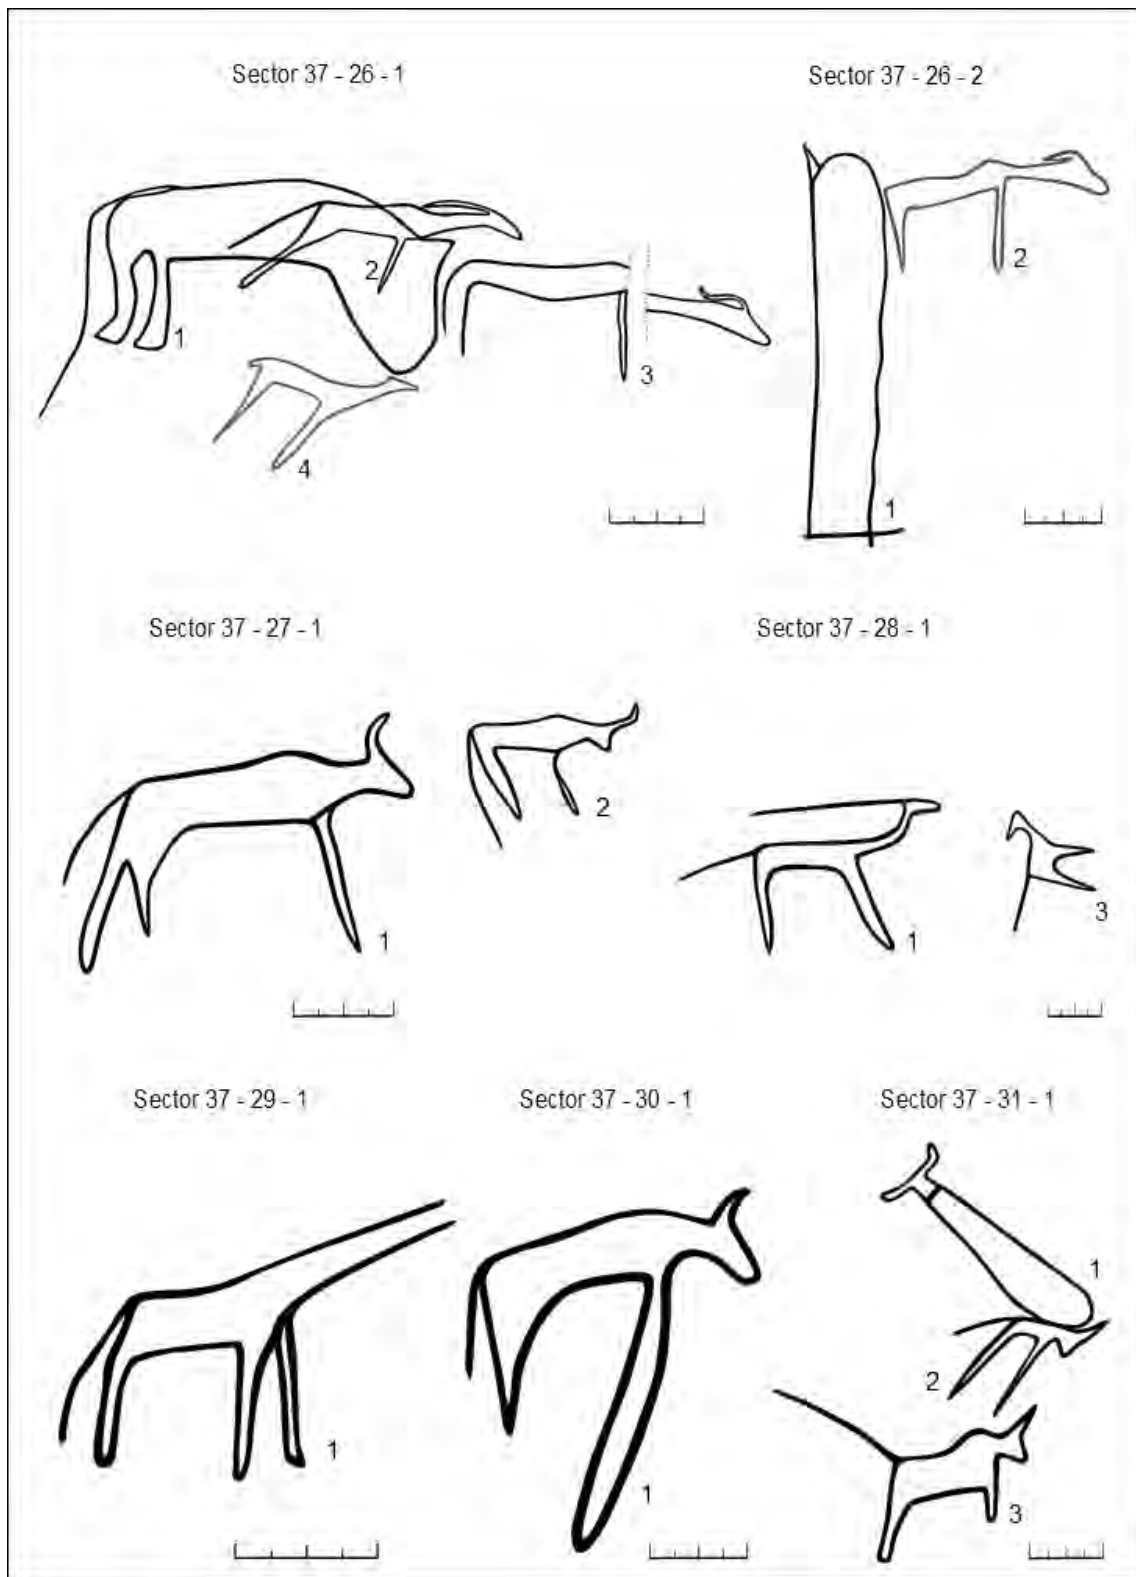 Sector 37 - 26 - 1
Sector 37 - 26 - 2
1
2
3
4
1
2
Sector 37 - 27 - 1
Sector 37 - 28 - 1
1
2
1
3
Sector 37 - 29 - 1
Sector 37 - 30 - 1
Sector 37 - 31 - 1
1
1
1
2
3